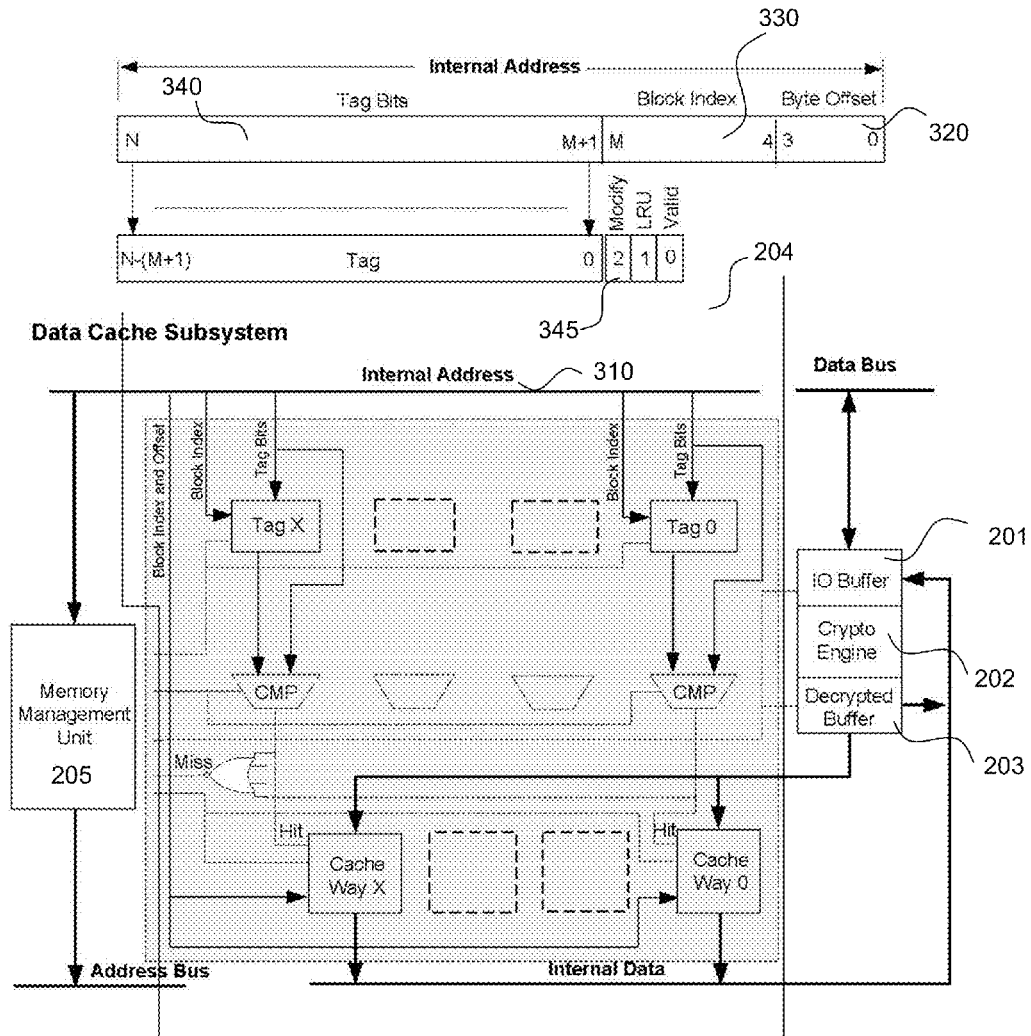 330
Internal Address
340
Tag Bits
Block Index
Byte Offset
N
M+1
M
4
3
0
320
Modify
LRU
Valid
N-(M+1)
Tag
0
2
1
0
204
345
Data Cache Subsystem
Internal Address
310
Data Bus
Block Index and Offset
Block Index
Tag Bits
Block Index
Tag Bits
Tag X
Tag 0
201
IO Buffer
Crypto
Engine
202
Memory
Management
Unit
205
CMP
CMP
Decrypted
Buffer
203
Miss
Hit
Hit
Cache
Way X
Cache
Way 0
Address Bus
Internal Data